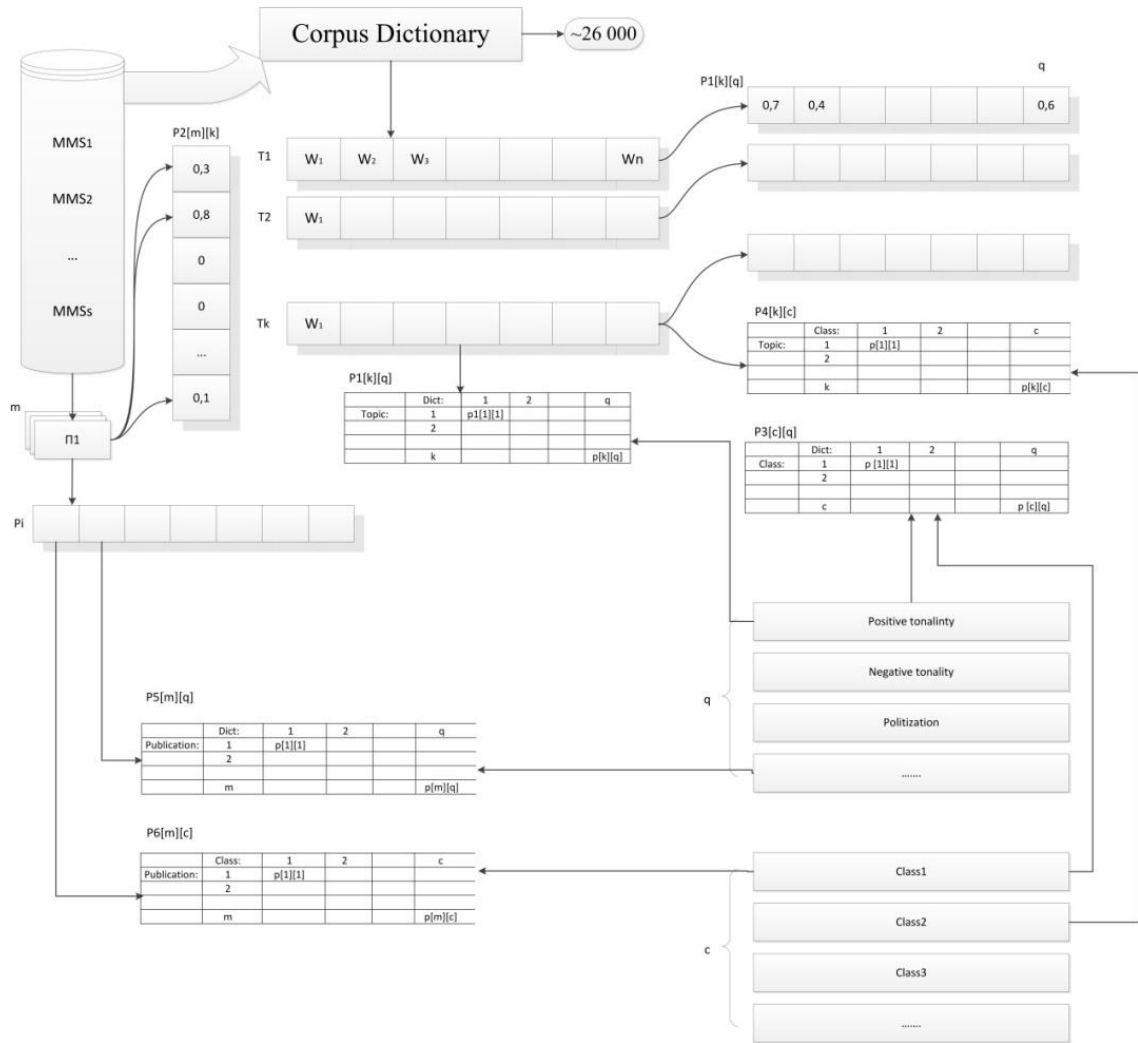 Corpus Dictionary
~26 000
MMS1
MMS2
...
MMSs
P2[m][k]
0,3
0,8
0
0
...
0,1
T1 W1 W2 W3 Wn
T2 W1
Tk W1
P1[k][q]
q
0,7 0,4 0,6
P4[k][c]
Class: 1 2 c
Topic: 1 p[1][1]
2
k p[k][c]
m
П1
Pi
P1[k][q]
Dict: 1 2 q
Topic: 1 p1[1][1]
2
k p[k][q]
P3[c][q]
Dict: 1 2 q
Class: 1 p [1][1]
2
c p [c][q]
q
Positive tonalinty
Negative tonality
Politization
.......
P5[m][q]
Dict: 1 2 q
Publication: 1 p[1][1]
2
m p[m][q]
P6[m][c]
Class: 1 2 c
Publication: 1 p[1][1]
2
m p[m][c]
c
Class1
Class2
Class3
.......